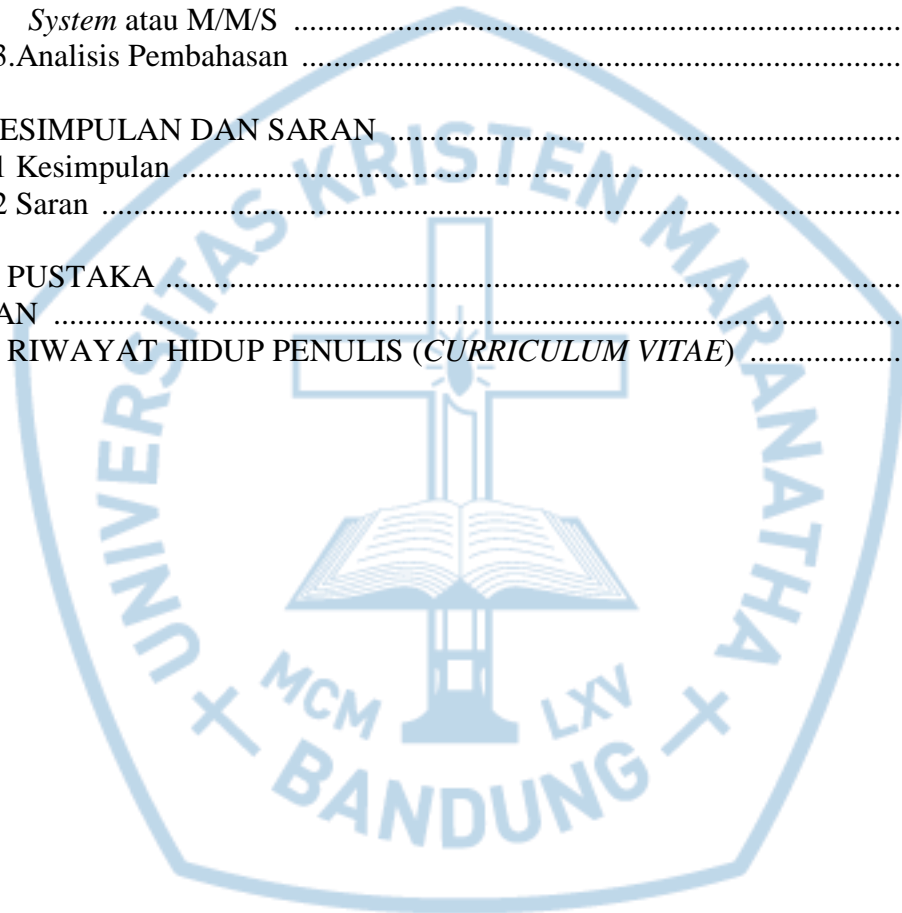 System atau M/M/S ........................................................................................
3.Analisis Pembahasan ........................................................................................
ESIMPULAN DAN SARAN ........................................................................................
1 Kesimpulan ........................................................................................
2 Saran ........................................................................................
PUSTAKA ........................................................................................
AN ........................................................................................
RIWAYAT HIDUP PENULIS (CURRICULUM VITAE) ....................
UNIVERSITAS KRISTEN MARANATHA
MCM LXV
BANDUNG